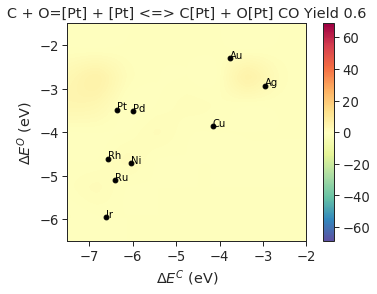 C + O=[Pt] + [Pt] <=> C[Pt] + O[Pt] CO Yield 0.6
ΔE^O (eV)
−2
−3
−4
−5
−6
Au
Ag
Pt
Pd
Cu
Rh
Ni
Ru
Ir
−7
−6
−5
−4
−3
−2
ΔE^C (eV)
60
40
20
0
−20
−40
−60